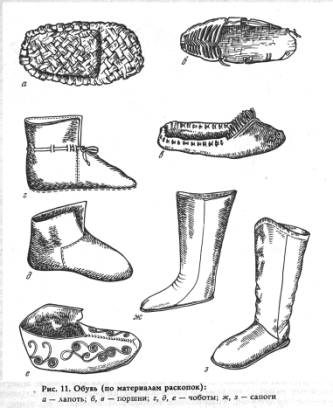 а
б
г
в
д
ж
е
з
Рис. 11. Обувь (по материалам раскопок):
а — лапоть; б, в — поршни; г, д, е — чоботы; ж, з — сапоги